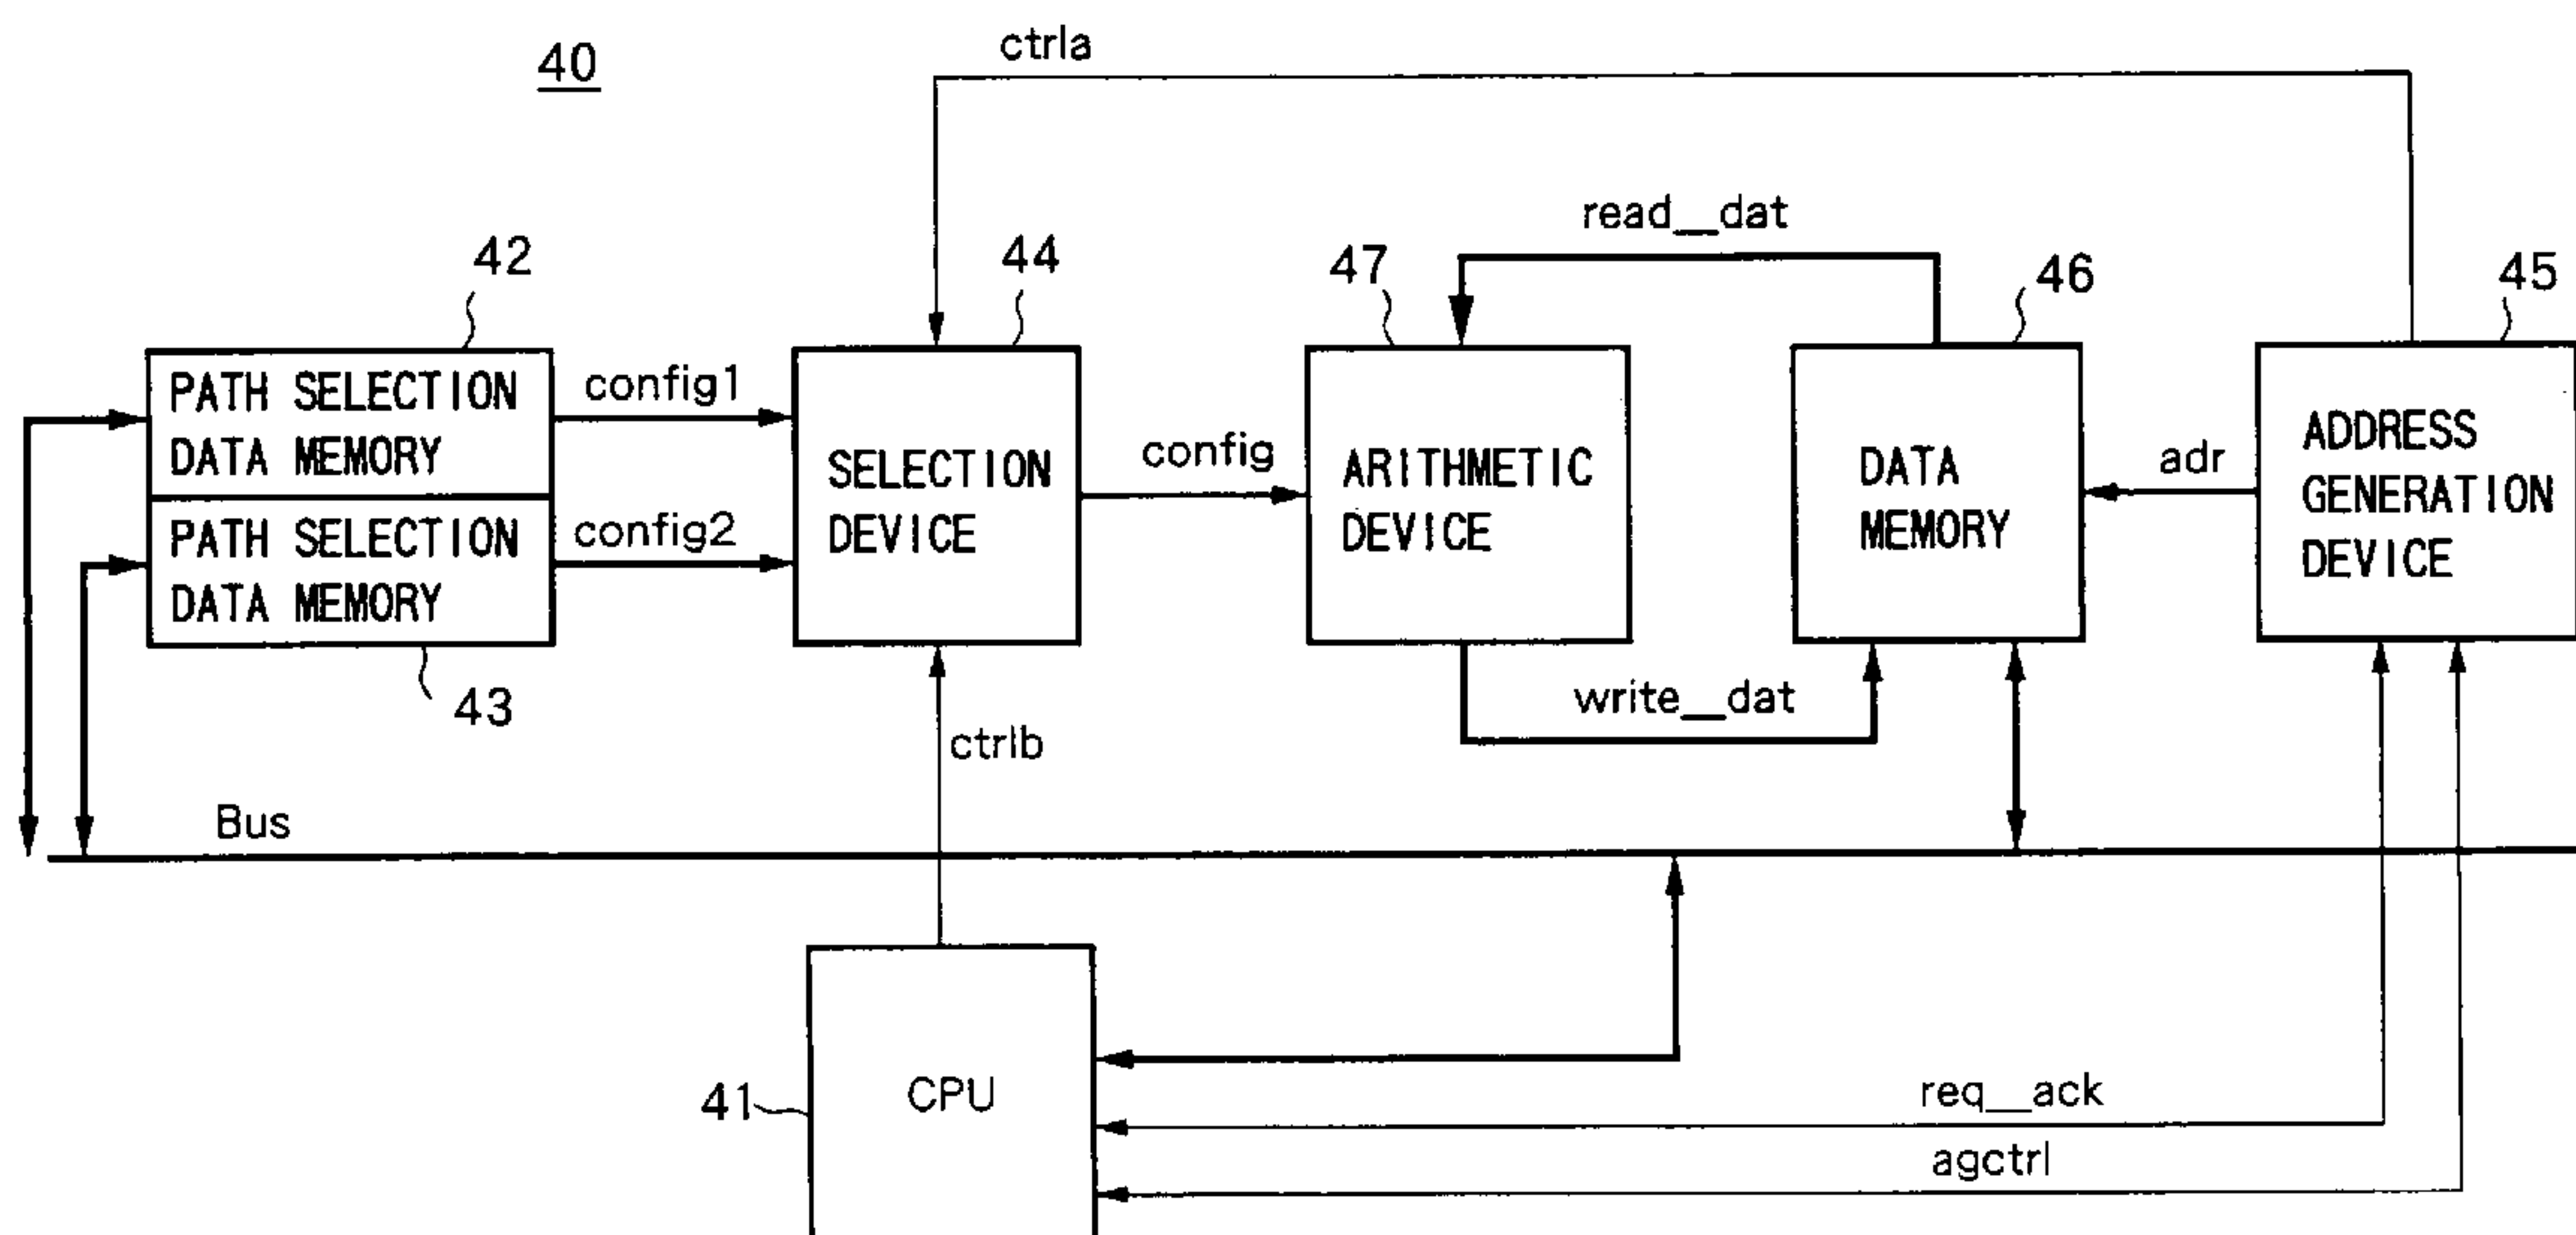 40
ctrla
read__dat
42
44
47
46
45
PATH SELECTION
DATA MEMORY
config1
SELECTION
DEVICE
config
ARITHMETIC
DEVICE
DATA
MEMORY
adr
ADDRESS
GENERATION
DEVICE
PATH SELECTION
DATA MEMORY
config2
43
write__dat
ctrlb
Bus
41
CPU
req__ack
agctrl